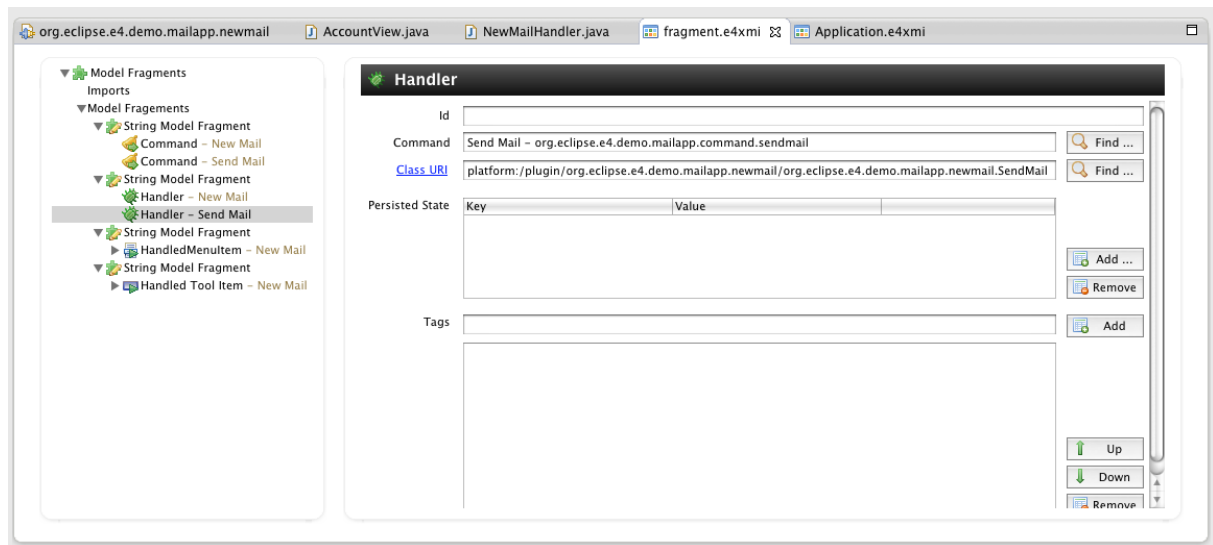 org.eclipse.e4.demo.mailapp.newmail AccountView.java NewMailHandler.java fragment.e4xmi Application.e4xmi
Model Fragments
Imports
Model Fragements
String Model Fragment
Command – New Mail
Command – Send Mail
String Model Fragment
Handler – New Mail
Handler – Send Mail
String Model Fragment
HandledMenuItem – New Mail
String Model Fragment
Handled Tool Item – New Mail
Handler
Id
Command Send Mail – org.eclipse.e4.demo.mailapp.command.sendmail Find ...
Class URI platform:/plugin/org.eclipse.e4.demo.mailapp.newmail/org.eclipse.e4.demo.mailapp.newmail.SendMail Find ...
Persisted State Key Value
Add ...
Remove
Tags Add
Up
Down
Remove